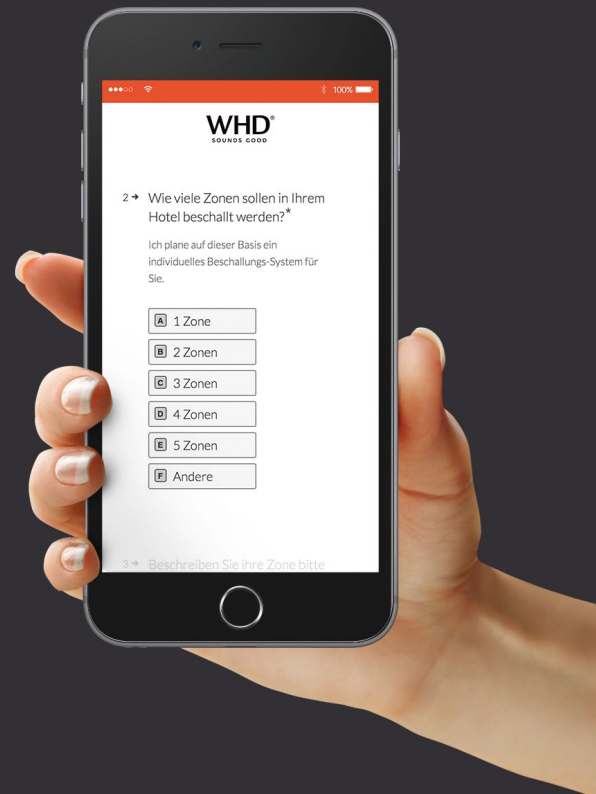 100%
WHD®
SOUNDS GOOD
2 → Wie viele Zonen sollen in Ihrem
Hotel beschallt werden?*
Ich plane auf dieser Basis ein
individuelles Beschallungs-System für
Sie.
A 1 Zone
B 2 Zonen
C 3 Zonen
D 4 Zonen
E 5 Zonen
F Andere
3 → Beschreiben Sie ihre Zone bitte